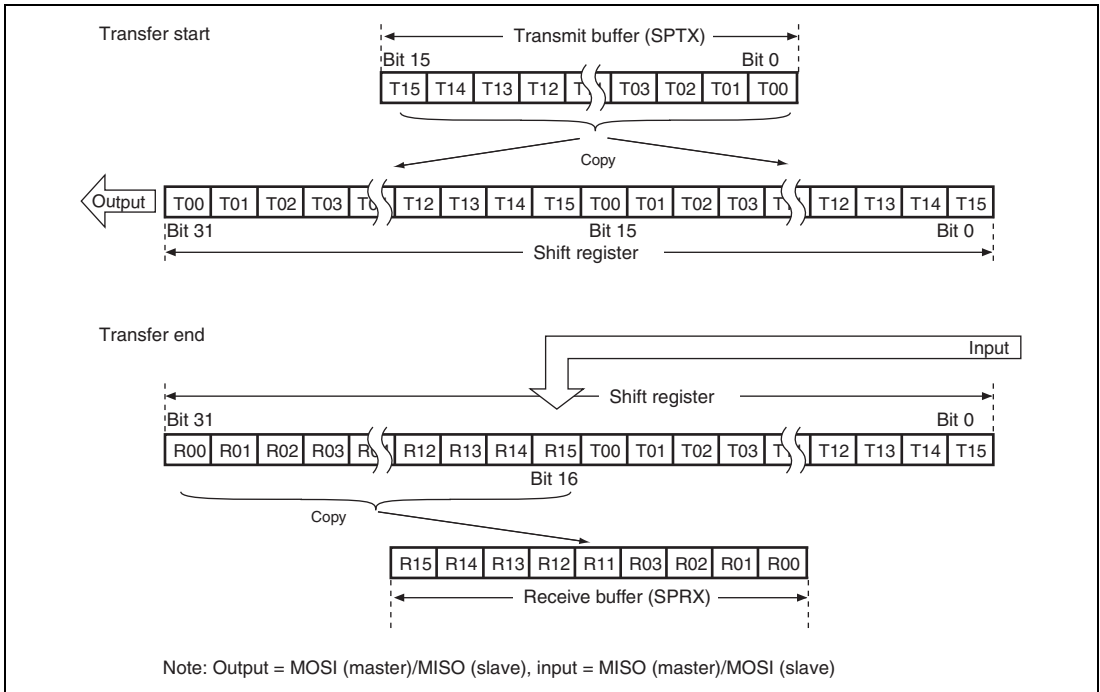 Transfer start
Transmit buffer (SPTX)
Bit 15 Bit 0
T15 T14 T13 T12 T03 T02 T01 T00
Copy
Output T00 T01 T02 T03 T12 T13 T14 T15 T00 T01 T02 T03 T12 T13 T14 T15
Bit 31 Bit 15 Bit 0
Shift register
Transfer end
Input
Shift register
Bit 31 Bit 0
R00 R01 R02 R03 R12 R13 R14 R15 T00 T01 T02 T03 T12 T13 T14 T15
Bit 16
Copy
R15 R14 R13 R12 R11 R03 R02 R01 R00
Receive buffer (SPRX)
Note: Output = MOSI (master)/MISO (slave), input = MISO (master)/MOSI (slave)